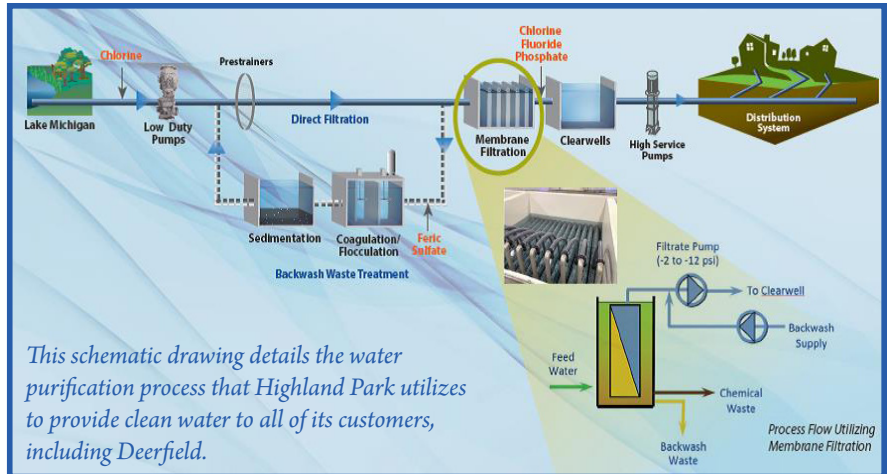 Chlorine
Prestrainers
Chlorine
Fluoride
Phosphate
Lake Michigan
Low Duty
Pumps
Direct Filtration
Membrane
Filtration
Clearwells
High Service
Pumps
Distribution
System
Sedimentation
Coagulation/
Flocculation
Feric
Sulfate
Backwash Waste Treatment
Filtrate Pump
(-2 to -12 psi)
To Clearwell
Backwash
Supply
Feed
Water
Chemical
Waste
Backwash
Waste
Process Flow Utilizing
Membrane Filtration
This schematic drawing details the water
purification process that Highland Park utilizes
to provide clean water to all of its customers,
including Deerfield.